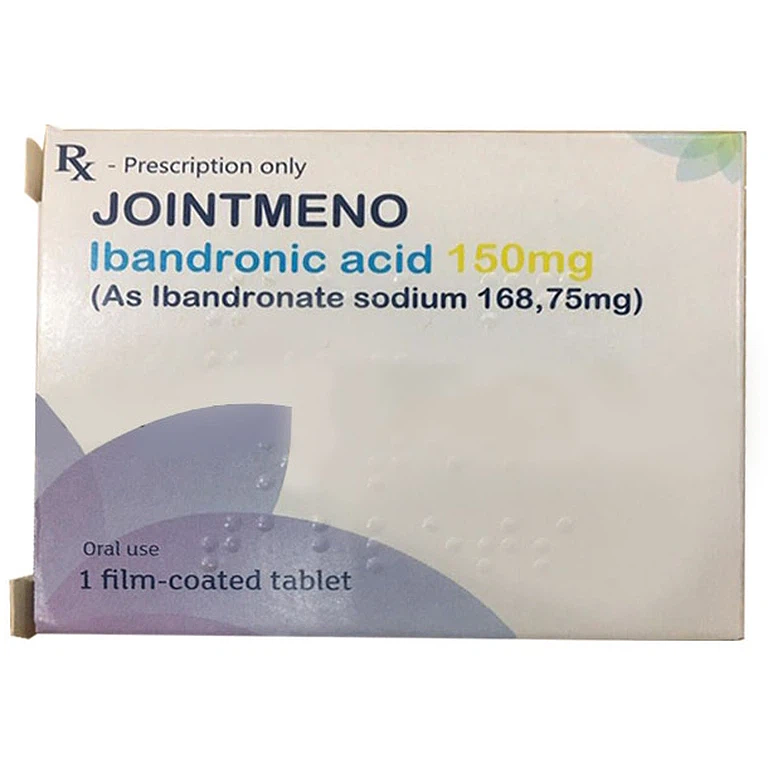 Rx - Prescription only
JOINTMENO
Ibandronic acid 150mg
(As Ibandronate sodium 168,75mg)
Oral use
1 film-coated tablet